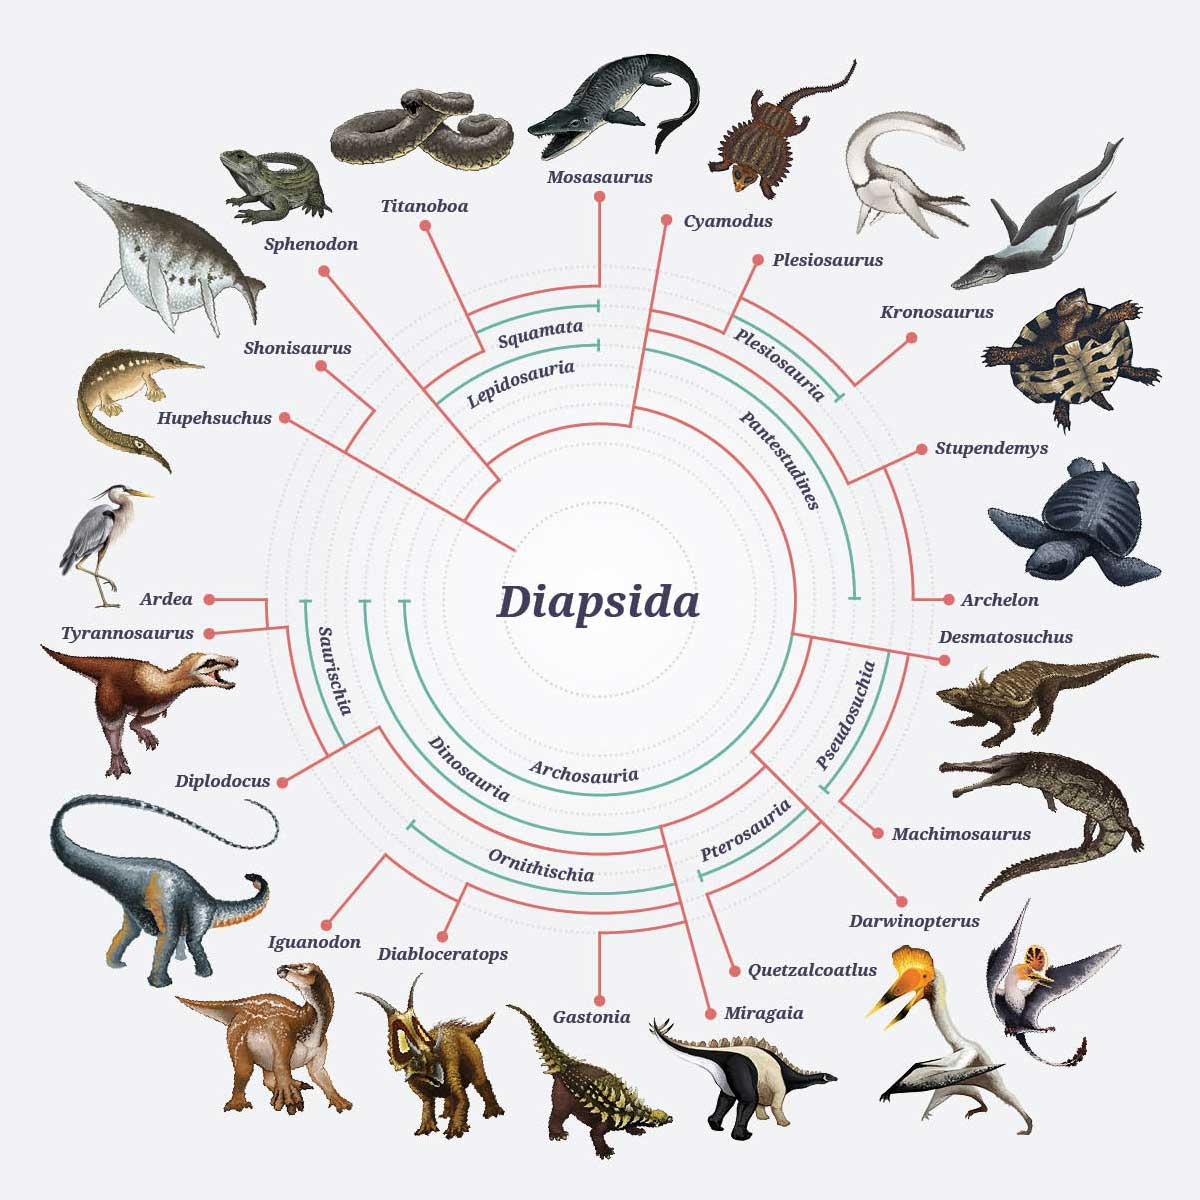 Mosasaurus
Titanoboa
Cyamodus
Sphenodon
Plesiosaurus
Kronosaurus
Squamata
Shonisaurus
Plesiosauria
Lepidosauria
Hupehsuchus
Pantestudines
Stupendemys
Diapsida
Ardea
Archelon
Tyrannosaurus
Desmatosuchus
Saurischia
Pseudosuchia
Dinosauria
Archosauria
Diplodocus
Pterosauria
Machimosaurus
Ornithischia
Darwinopterus
Iguanodon
Diabloceratops
Quetzalcoatlus
Gastonia
Miragaia